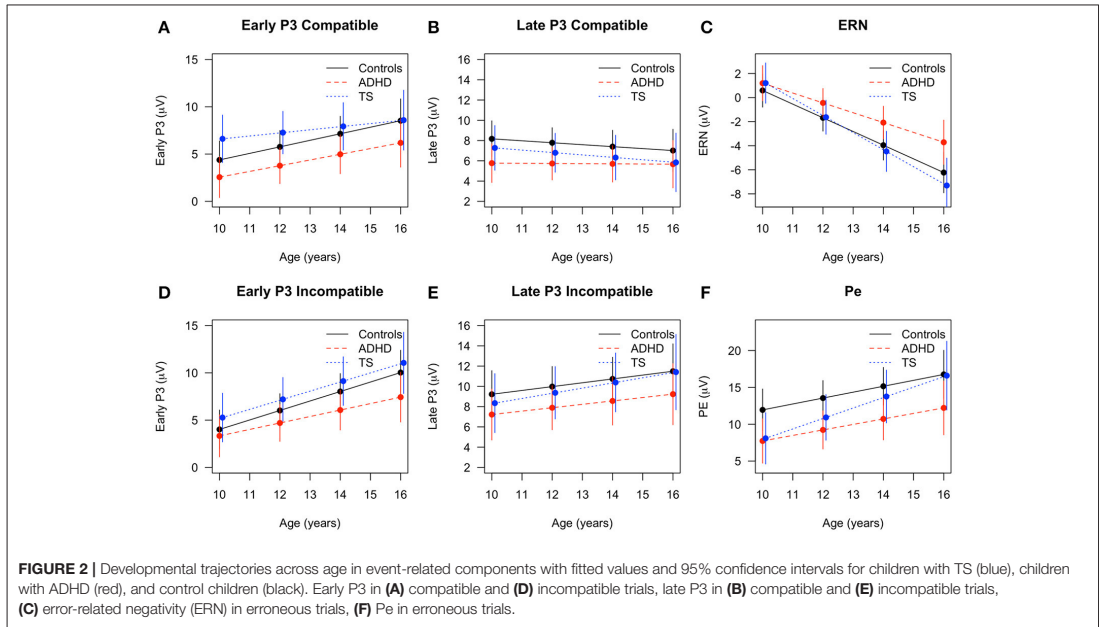 A Early P3 Compatible
Early P3 (μV)
15
10
5
0
Controls
ADHD
TS
10 11 12 13 14 15 16
Age (years)
B Late P3 Compatible
Late P3 (μV)
16
14
12
10
8
6
4
2
Controls
ADHD
TS
10 11 12 13 14 15 16
Age (years)
C ERN
ERN (μV)
2
0
-2
-4
-6
-8
Controls
ADHD
TS
10 11 12 13 14 15 16
Age (years)
D Early P3 Incompatible
Early P3 (μV)
15
10
5
0
Controls
ADHD
TS
10 11 12 13 14 15 16
Age (years)
E Late P3 Incompatible
Late P3 (μV)
16
14
12
10
8
6
4
2
Controls
ADHD
TS
10 11 12 13 14 15 16
Age (years)
F Pe
PE (μV)
20
15
10
5
Controls
ADHD
TS
10 11 12 13 14 15 16
Age (years)
FIGURE 2 | Developmental trajectories across age in event-related components with fitted values and 95% confidence intervals for children with TS (blue), children
with ADHD (red), and control children (black). Early P3 in (A) compatible and (D) incompatible trials, late P3 in (B) compatible and (E) incompatible trials,
(C) error-related negativity (ERN) in erroneous trials, (F) Pe in erroneous trials.